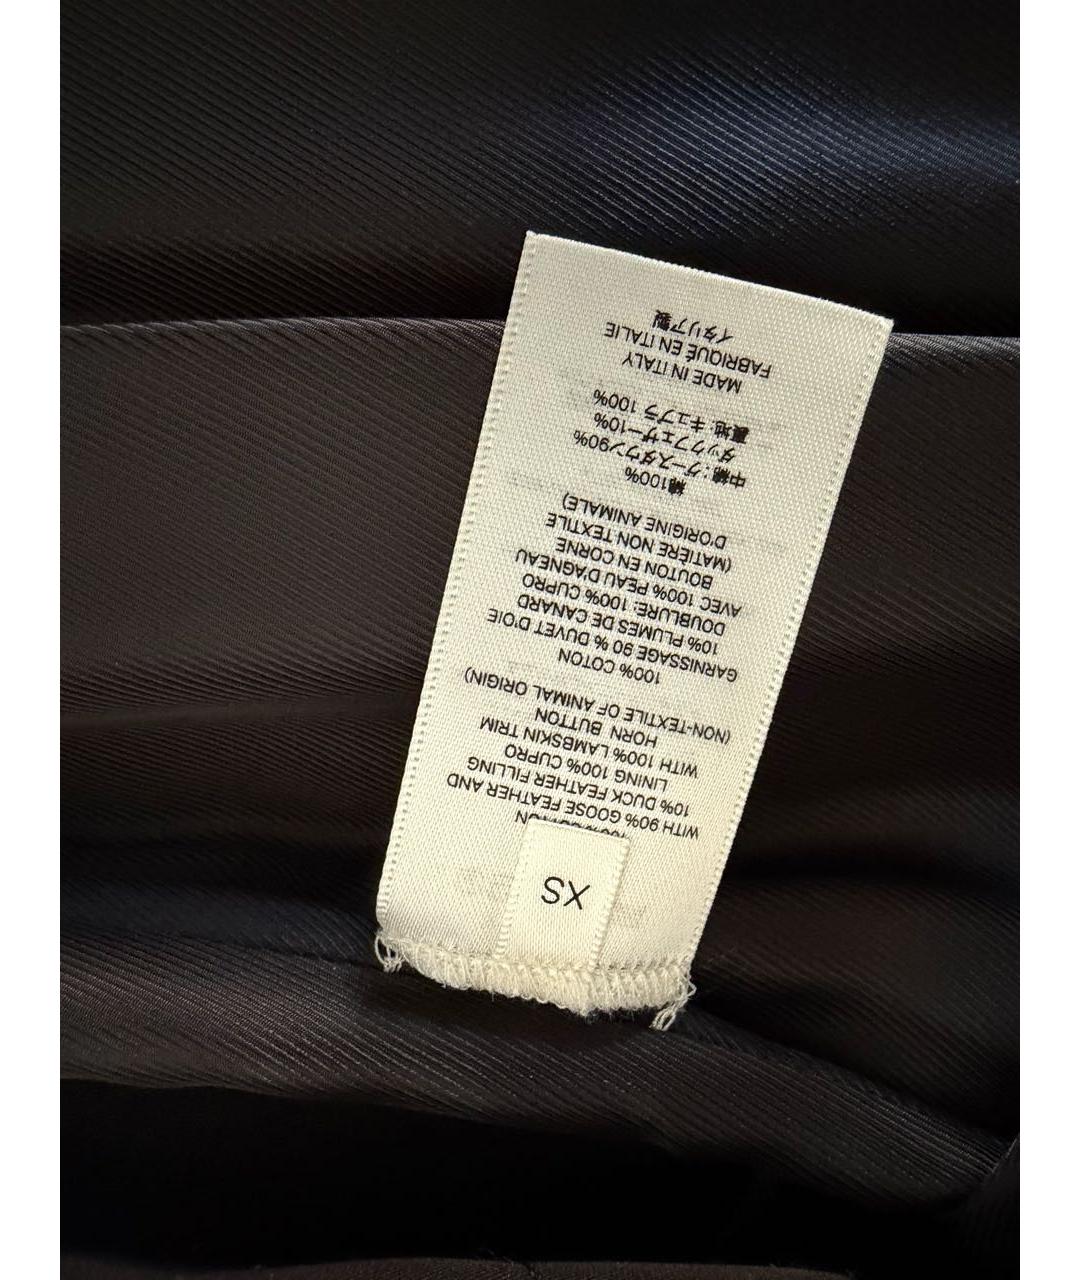 XS
100% COTTON
WITH 90% GOOSE FEATHER AND
10% DUCK FEATHER FILLING
LINING 100% CUPRO
WITH 100% LAMBSKIN TRIM
HORN BUTTON
(NON-TEXTILE OF ANIMAL ORIGIN)
100% COTON
GARNISSAGE 90 % DUVET D'OIE
10% PLUMES DE CANARD
DOUBLURE: 100% CUPRO
AVEC 100% PEAU D'AGNEAU
BOUTON EN CORNE
(MATIÈRE NON TEXTILE
D'ORIGINE ANIMALE)
綿100%
中綿：グースダウン90%
ダックフェザー10%
裏地: キュプラ 100%
MADE IN ITALY
FABRIQUÉ EN ITALIE
イタリア製